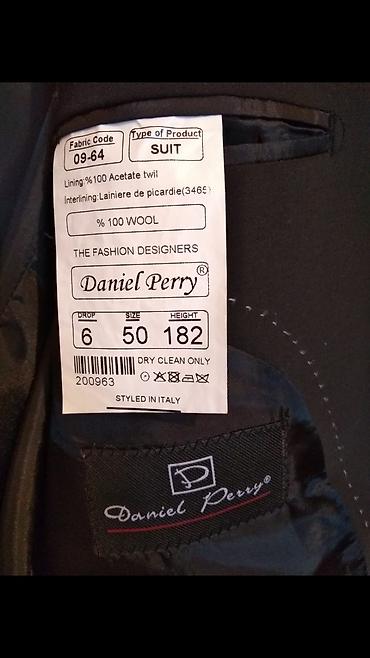 Fabric Code
09-64
Type of Product
SUIT
Lining:%100 Acetate twil
Interlining:Lainiere de picardie(3465)
% 100 WOOL
THE FASHION DESIGNERS
Daniel Perry®
DROP SIZE HEIGHT
6 50 182
DRY CLEAN ONLY
200963
STYLED IN ITALY
Daniel Perry®